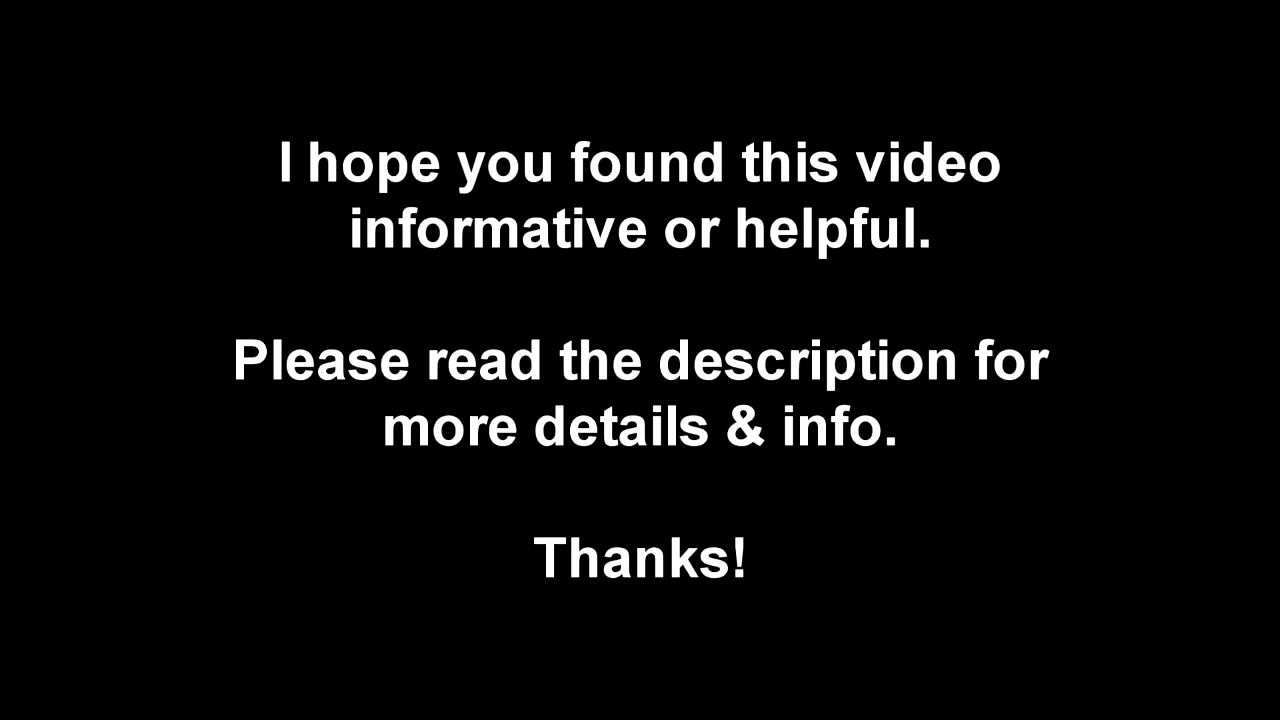 I hope you found this video
informative or helpful.
Please read the description for
more details & info.
Thanks!